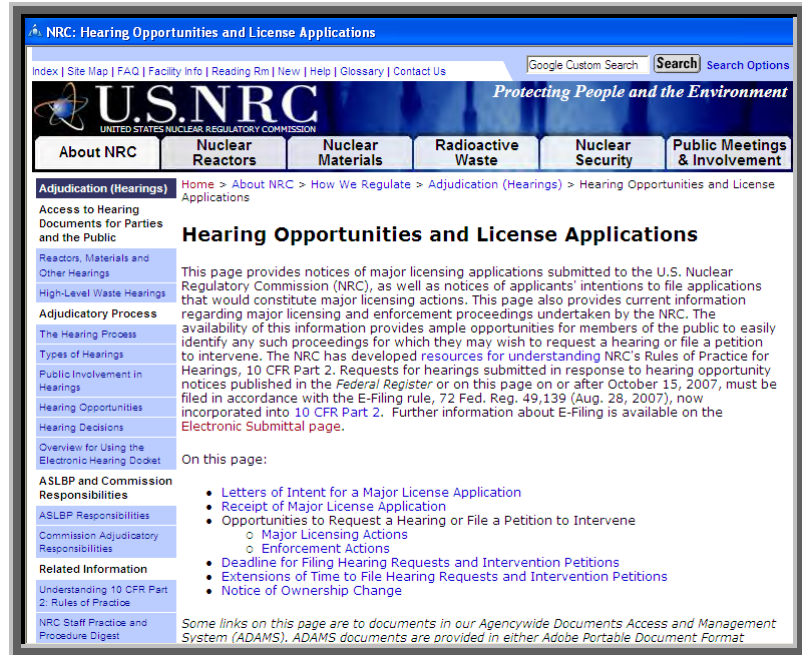 NRC: Hearing Opportunities and License Applications
Index | Site Map | FAQ | Facility Info | Reading Rm | New | Help | Glossary | Contact Us
Google Custom Search Search Search Options
U.S.NRC
UNITED STATES NUCLEAR REGULATORY COMMISSION
Protecting People and the Environment
About NRC
Nuclear Reactors
Nuclear Materials
Radioactive Waste
Nuclear Security
Public Meetings & Involvement
Adjudication (Hearings)
Access to Hearing
Documents for Parties
and the Public
Reactors, Materials and
Other Hearings
High-Level Waste Hearings
Adjudicatory Process
The Hearing Process
Types of Hearings
Public Involvement in
Hearings
Hearing Opportunities
Hearing Decisions
Overview for Using the
Electronic Hearing Docket
ASLBP and Commission
Responsibilities
ASLBP Responsibilities
Commission Adjudicatory
Responsibilities
Related Information
Understanding 10 CFR Part
2: Rules of Practice
NRC Staff Practice and
Procedure Digest
Home > About NRC > How We Regulate > Adjudication (Hearings) > Hearing Opportunities and License
Applications
Hearing Opportunities and License Applications
This page provides notices of major licensing applications submitted to the U.S. Nuclear
Regulatory Commission (NRC), as well as notices of applicants' intentions to file applications
that would constitute major licensing actions. This page also provides current information
regarding major licensing and enforcement proceedings undertaken by the NRC. The
availability of this information provides ample opportunities for members of the public to easily
identify any such proceedings for which they may wish to request a hearing or file a petition
to intervene. The NRC has developed resources for understanding NRC's Rules of Practice for
Hearings, 10 CFR Part 2. Requests for hearings submitted in response to hearing opportunity
notices published in the Federal Register or on this page on or after October 15, 2007, must be
filed in accordance with the E-Filing rule, 72 Fed. Reg. 49,139 (Aug. 28, 2007), now
incorporated into 10 CFR Part 2. Further information about E-Filing is available on the
Electronic Submittal page.
On this page:
• Letters of Intent for a Major License Application
• Receipt of Major License Application
• Opportunities to Request a Hearing or File a Petition to Intervene
○ Major Licensing Actions
○ Enforcement Actions
• Deadline for Filing Hearing Requests and Intervention Petitions
• Extensions of Time to File Hearing Requests and Intervention Petitions
• Notice of Ownership Change
Some links on this page are to documents in our Agencywide Documents Access and Management
System (ADAMS). ADAMS documents are provided in either Adobe Portable Document Format